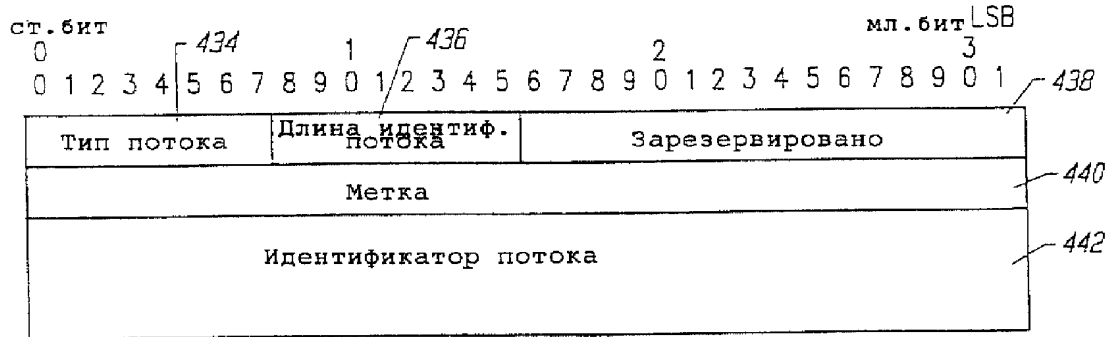 ст.бит мл.бит LSB
0 1 2 3
0 1 2 3 4 5 6 7 8 9 0 1 2 3 4 5 6 7 8 9 0 1 2 3 4 5 6 7 8 9 0 1
434
436
438
Тип потока
Длина идентиф.
потока
Зарезервировано
Метка
440
Идентификатор потока
442